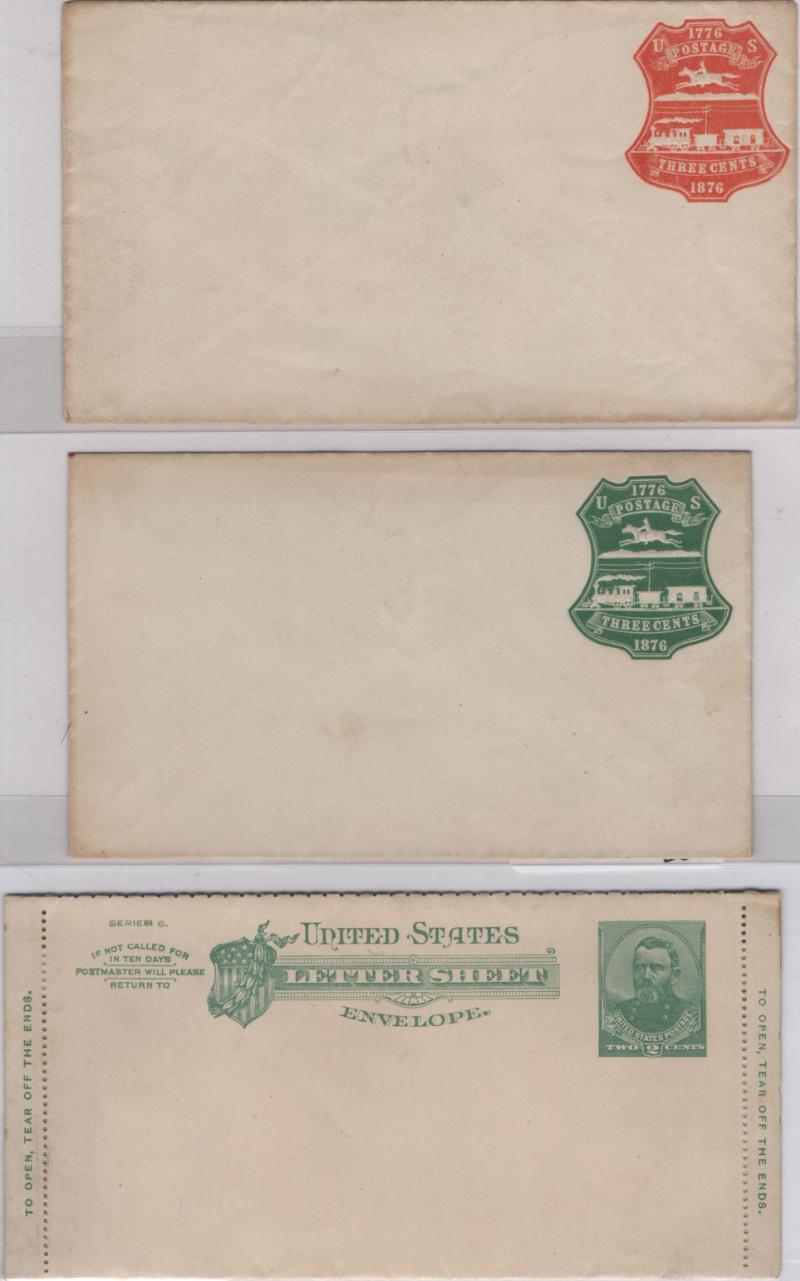 1776
U POSTAGE S
THREE CENTS
1876
1776
U POSTAGE S
THREE CENTS
1876
SERIES 6.
IF NOT CALLED FOR
IN TEN DAYS
POSTMASTER WILL PLEASE
RETURN TO
UNITED STATES
LETTER SHEET
ENVELOPE.
UNITED STATES POSTAGE
TWO 2 CENTS
TO OPEN, TEAR OFF THE ENDS.
TO OPEN, TEAR OFF THE ENDS.